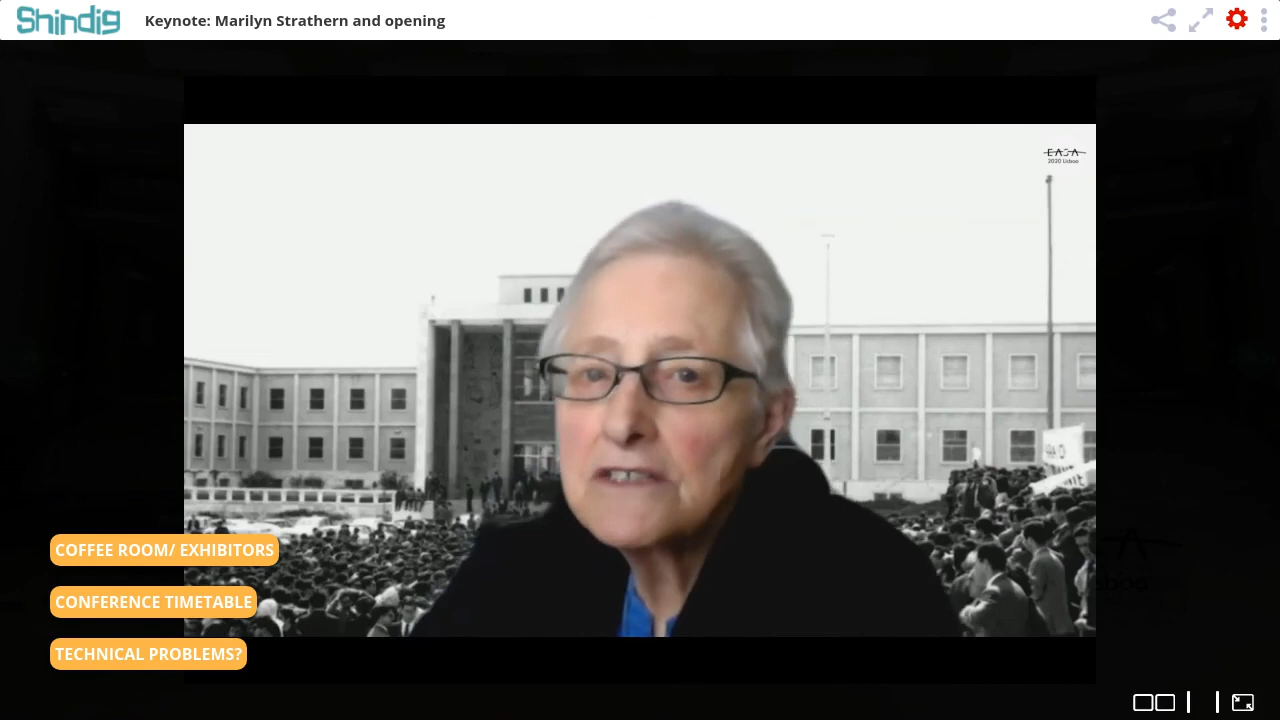 Shindig
Keynote: Marilyn Strathern and opening
EASA
2020 Lisboa
COFFEE ROOM/ EXHIBITORS
CONFERENCE TIMETABLE
TECHNICAL PROBLEMS?